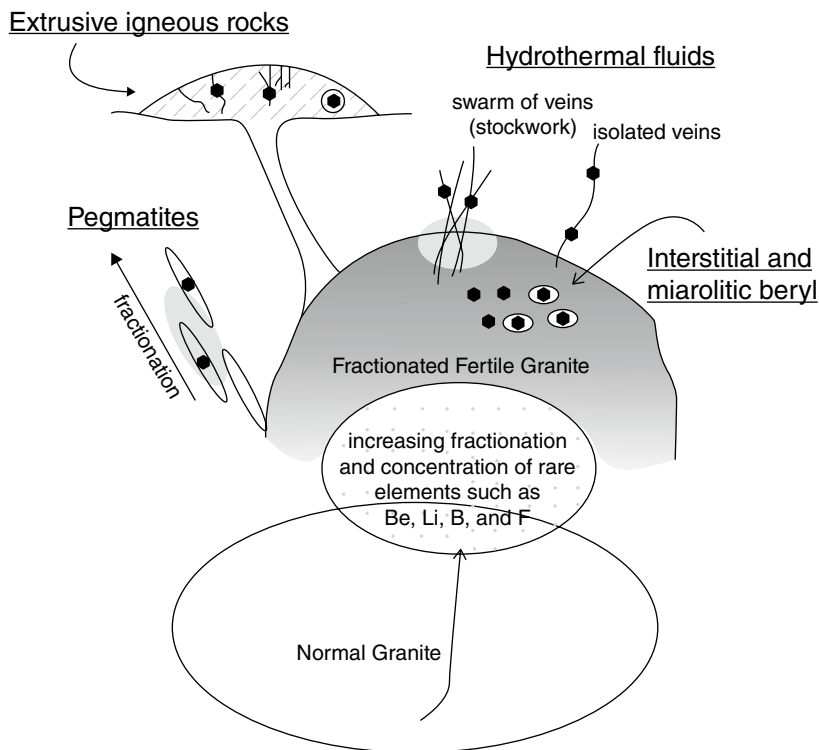 Extrusive igneous rocks
Hydrothermal fluids
swarm of veins
(stockwork)
isolated veins
Pegmatites
fractionation
Interstitial and
miarolitic beryl
Fractionated Fertile Granite
increasing fractionation
and concentration of rare
elements such as
Be, Li, B, and F
Normal Granite